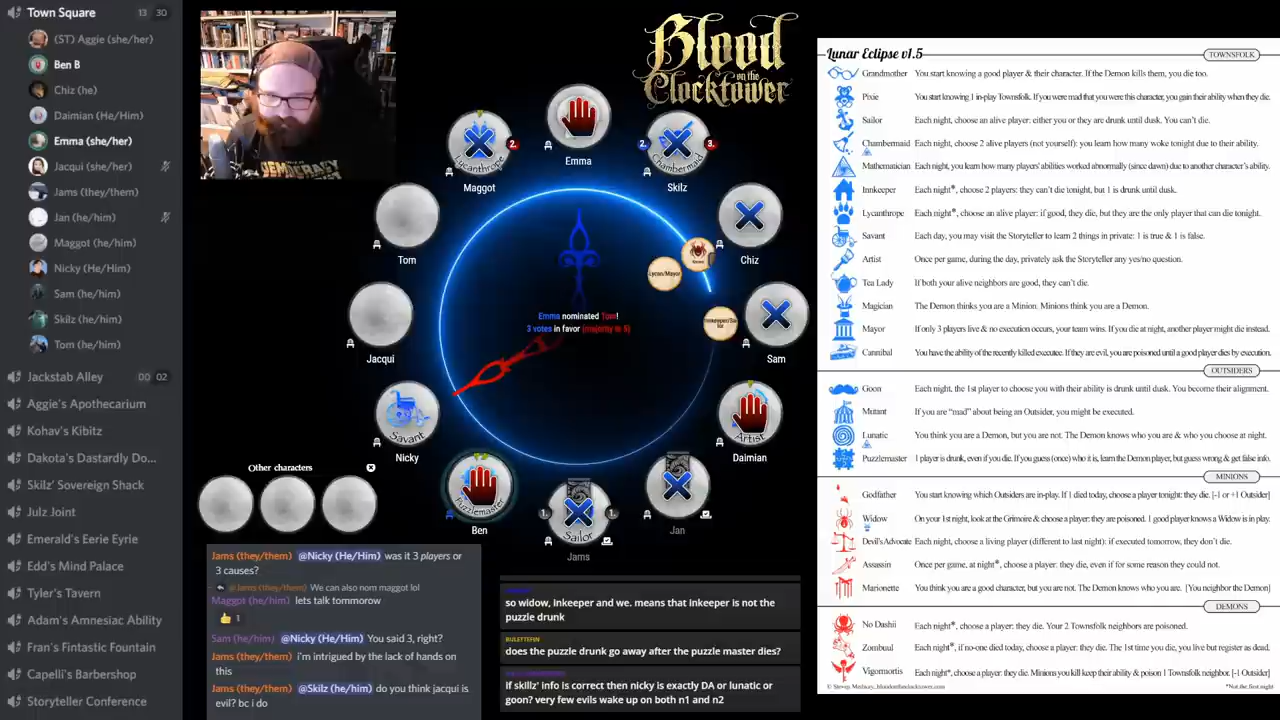 Town Square
13 30
(ST) Aggie (she/her)
Ben B
Chiz (he)
Damian (He/Him)
Emma (she/her)
Jacqui (she/her)
Jams (they/them)
Jan (he/him)
Maggot (he/him)
Nicky (He/Him)
Sam (he/him)
Skilz (he/him)
Tom (he/him)
Jackstab Alley
00 02
Aggie's Apothecarium
Kohav's Kibitz
Dakota's Dastardly Do...
Skilz' Sovereign Shack
Julz Joint
Emerald's Eerie Eyrie
Edd's Mind Palace
Tyler's Tavern
Adam's Amnesiac Ability
Fran's Fintastic Fountain
Capelli's Barbershop
Storyteller Conference
DEMOCRACY
Blood
on the
Clocktower
Emma
Lycanthrope
2.
Maggot
2.
Chambermaid
3.
Skilz
Tom
Chiz
Lycan/Mayor
Jacqui
Emma nominated Tom!
3 votes in favor (majority is 5)
Sam
Savant
Nicky
Artist
Daimian
Puzzlemaster
Ben
1.
Sailor
1.
Jams
Jan
Other characters
Jams (they/them) @Nicky (He/Him) was it 3 players or
3 causes?
@Jams (they/them) We can also nom maggot lol
Maggot (he/him) lets talk tommorow
1
Sam (he/him) @Nicky (He/Him) You said 3, right?
Jams (they/them) i'm intrigued by the lack of hands on
this
Jams (they/them) @Skilz (he/him) do you think jacqui is
evil? bc i do
so widow, inkeeper and we. means that inkeeper is not the
puzzle drunk
does the puzzle drunk go away after the puzzle master dies?
If skillz' info is correct then nicky is exactly DA or lunatic or
goon? very few evils wake up on both n1 and n2
Lunar Eclipse v1.5
TOWNSFOLK
Grandmother You start knowing a good player & their character. If the Demon kills them, you die too.
Pixie You start knowing 1 in-play Townsfolk. If you were mad that you were this character, you gain their ability when they die.
Sailor Each night, choose an alive player: either you or they are drunk until dusk. You can't die.
Chambermaid Each night, choose 2 alive players (not yourself): you learn how many woke tonight due to their ability.
Mathematician Each night, you learn how many players' abilities worked abnormally (since dawn) due to another character's ability.
Innkeeper Each night*, choose 2 players: they can't die tonight, but 1 is drunk until dusk.
Lycanthrope Each night*, choose an alive player: if good, they die, but they are the only player that can die tonight.
Savant Each day, you may visit the Storyteller to learn 2 things in private: 1 is true & 1 is false.
Artist Once per game, during the day, privately ask the Storyteller any yes/no question.
Tea Lady If both your alive neighbors are good, they can't die.
Magician The Demon thinks you are a Minion. Minions think you are a Demon.
Mayor If only 3 players live & no execution occurs, your team wins. If you die at night, another player might die instead.
Cannibal You have the ability of the recently killed executee. If they are evil, you are poisoned until a good player dies by execution.
OUTSIDERS
Goon Each night, the 1st player to choose you with their ability is drunk until dusk. You become their alignment.
Mutant If you are "mad" about being an Outsider, you might be executed.
Lunatic You think you are a Demon, but you are not. The Demon knows who you are & who you choose at night.
Puzzlemaster 1 player is drunk, even if you die. If you guess (once) who it is, learn the Demon player, but guess wrong & get false info.
MINIONS
Godfather You start knowing which Outsiders are in-play. If 1 died today, choose a player tonight: they die. [-1 or +1 Outsider]
Widow On your 1st night, look at the Grimoire & choose a player: they are poisoned. 1 good player knows a Widow is in play.
Devil's Advocate Each night, choose a living player (different to last night): if executed tomorrow, they don't die.
Assassin Once per game, at night*, choose a player: they die, even if for some reason they could not.
Marionette You think you are a good character, but you are not. The Demon knows who you are. [You neighbor the Demon]
DEMONS
No Dashii Each night*, choose a player: they die. Your 2 Townsfolk neighbors are poisoned.
Zombuul Each night*, if no-one died today, choose a player: they die. The 1st time you die, you live but register as dead.
Vigormortis Each night*, choose a player: they die. Minions you kill keep their ability & poison 1 Townsfolk neighbor. [-1 Outsider]
© Steven Medway, bloodontheclocktower.com
*Not the first night